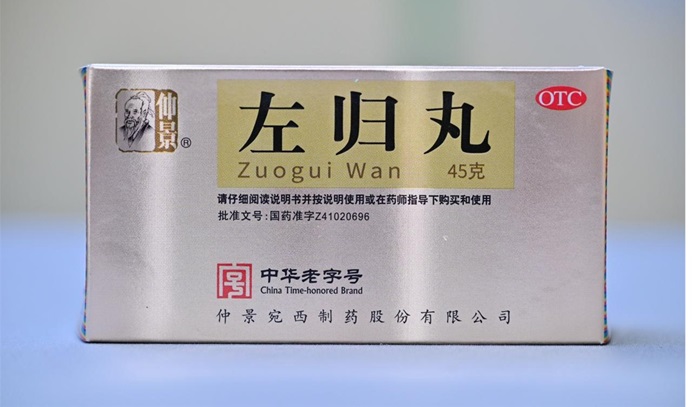 仲景®
左归丸
OTC
Zuogui Wan 45克
请仔细阅读说明书并按说明使用或在药师指导下购买和使用
批准文号:国药准字Z41020696
中华老字号
China Time-honored Brand
仲景宛西制药股份有限公司